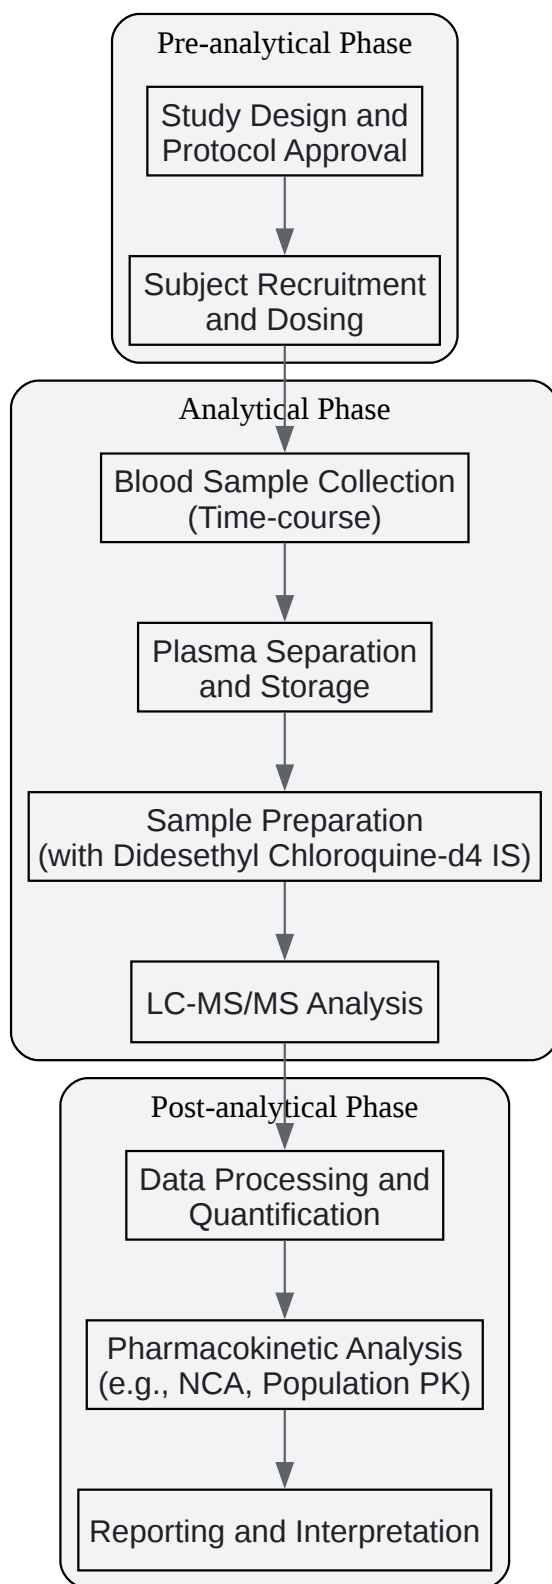 Pre-analytical Phase
Study Design and
Protocol Approval
Subject Recruitment
and Dosing
Analytical Phase
Blood Sample Collection
(Time-course)
Plasma Separation
and Storage
Sample Preparation
(with Didesethyl Chloroquine-d4 IS)
LC-MS/MS Analysis
Post-analytical Phase
Data Processing and
Quantification
Pharmacokinetic Analysis
(e.g., NCA, Population PK)
Reporting and Interpretation